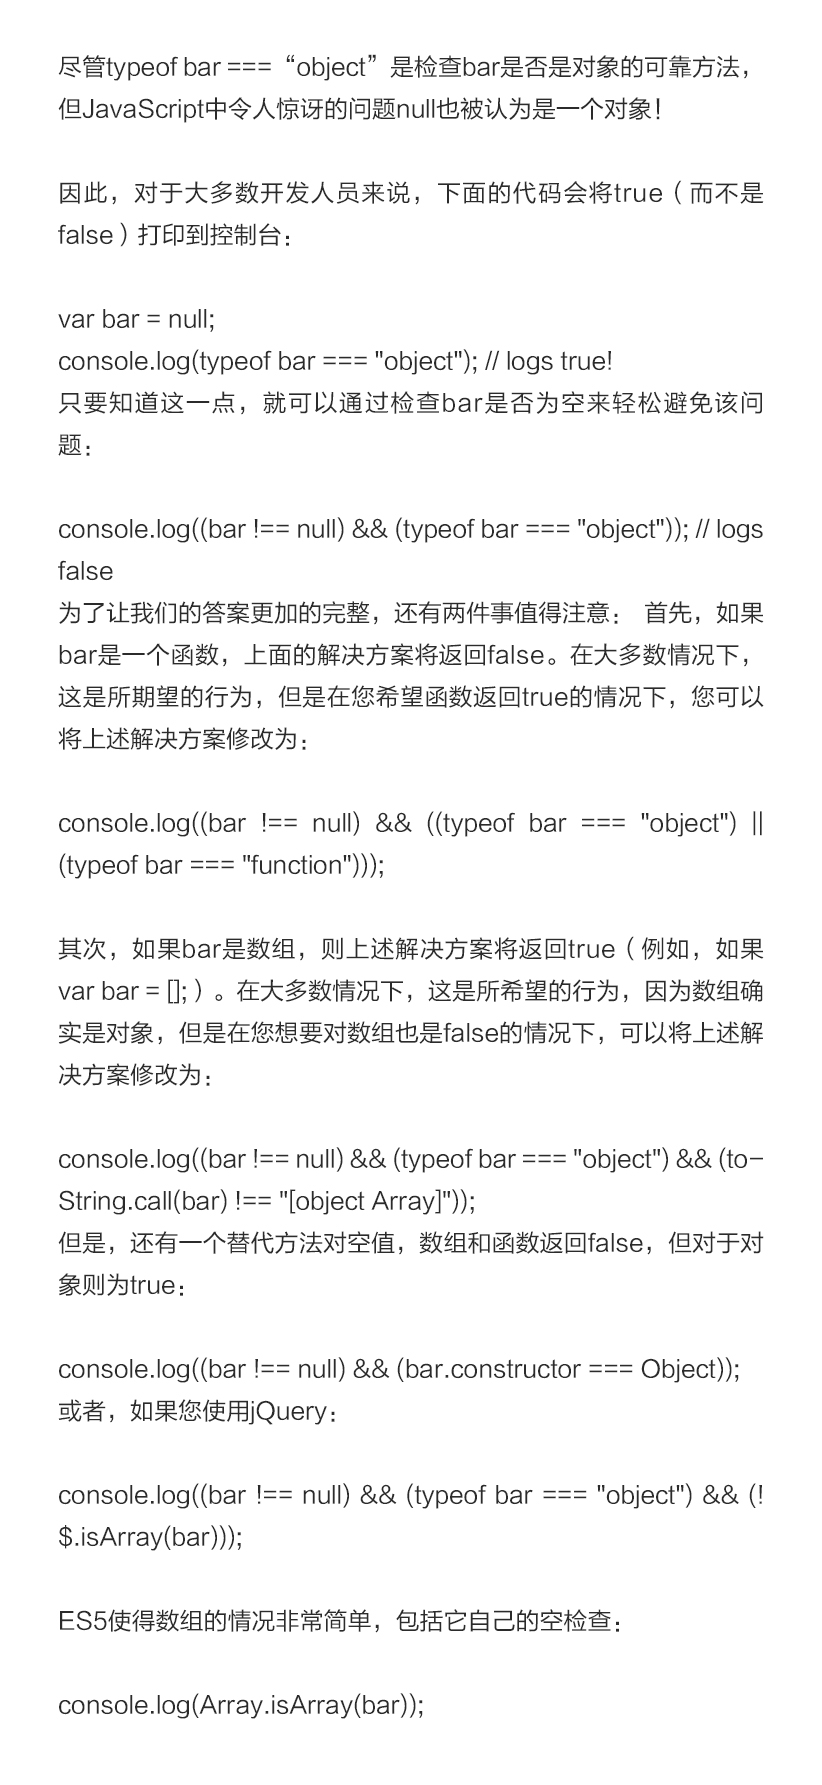 尽管typeof bar ===“object”是检查bar是否是对象的可靠方法，
但JavaScript中令人惊讶的问题null也被认为是一个对象！
因此，对于大多数开发人员来说，下面的代码会将true（而不是
false）打印到控制台：
var bar = null;
console.log(typeof bar === "object"); // logs true!
只要知道这一点，就可以通过检查bar是否为空来轻松避免该问
题：
console.log((bar !== null) && (typeof bar === "object")); // logs
false
为了让我们的答案更加的完整，还有两件事值得注意： 首先，如果
bar是一个函数，上面的解决方案将返回false。在大多数情况下，
这是所期望的行为，但是在您希望函数返回true的情况下，您可以
将上述解决方案修改为：
console.log((bar !== null) && ((typeof bar === "object") ||
(typeof bar === "function")));
其次，如果bar是数组，则上述解决方案将返回true（例如，如果
var bar = [];）。在大多数情况下，这是所希望的行为，因为数组确
实是对象，但是在您想要对数组也是false的情况下，可以将上述解
决方案修改为：
console.log((bar !== null) && (typeof bar === "object") && (to-
String.call(bar) !== "[object Array]"));
但是，还有一个替代方法对空值，数组和函数返回false，但对于对
象则为true：
console.log((bar !== null) && (bar.constructor === Object));
或者，如果您使用jQuery：
console.log((bar !== null) && (typeof bar === "object") && (!
$.isArray(bar)));
ES5使得数组的情况非常简单，包括它自己的空检查：
console.log(Array.isArray(bar));